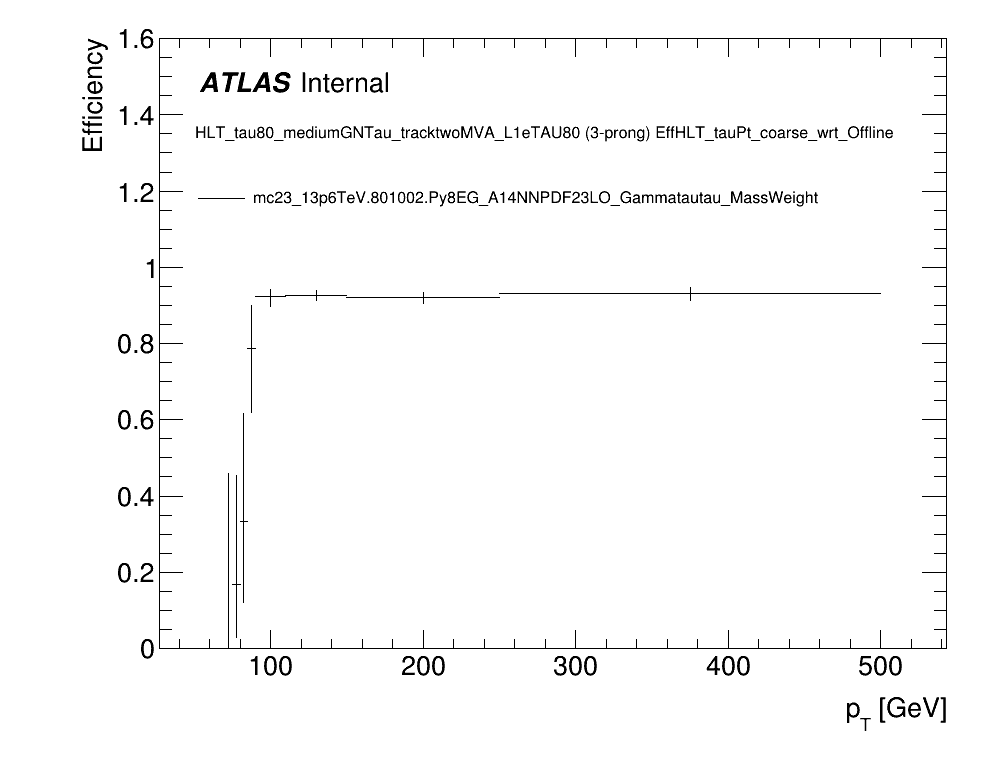 Efficiency
1.6
1.4
1.2
1
0.8
0.6
0.4
0.2
0
ATLAS Internal
HLT_tau80_mediumGNTau_tracktwoMVA_L1eTAU80 (3-prong) EffHLT_tauPt_coarse_wrt_Offline
mc23_13p6TeV.801002.Py8EG_A14NNPDF23LO_Gammatautau_MassWeight
100 200 300 400 500
p_T [GeV]